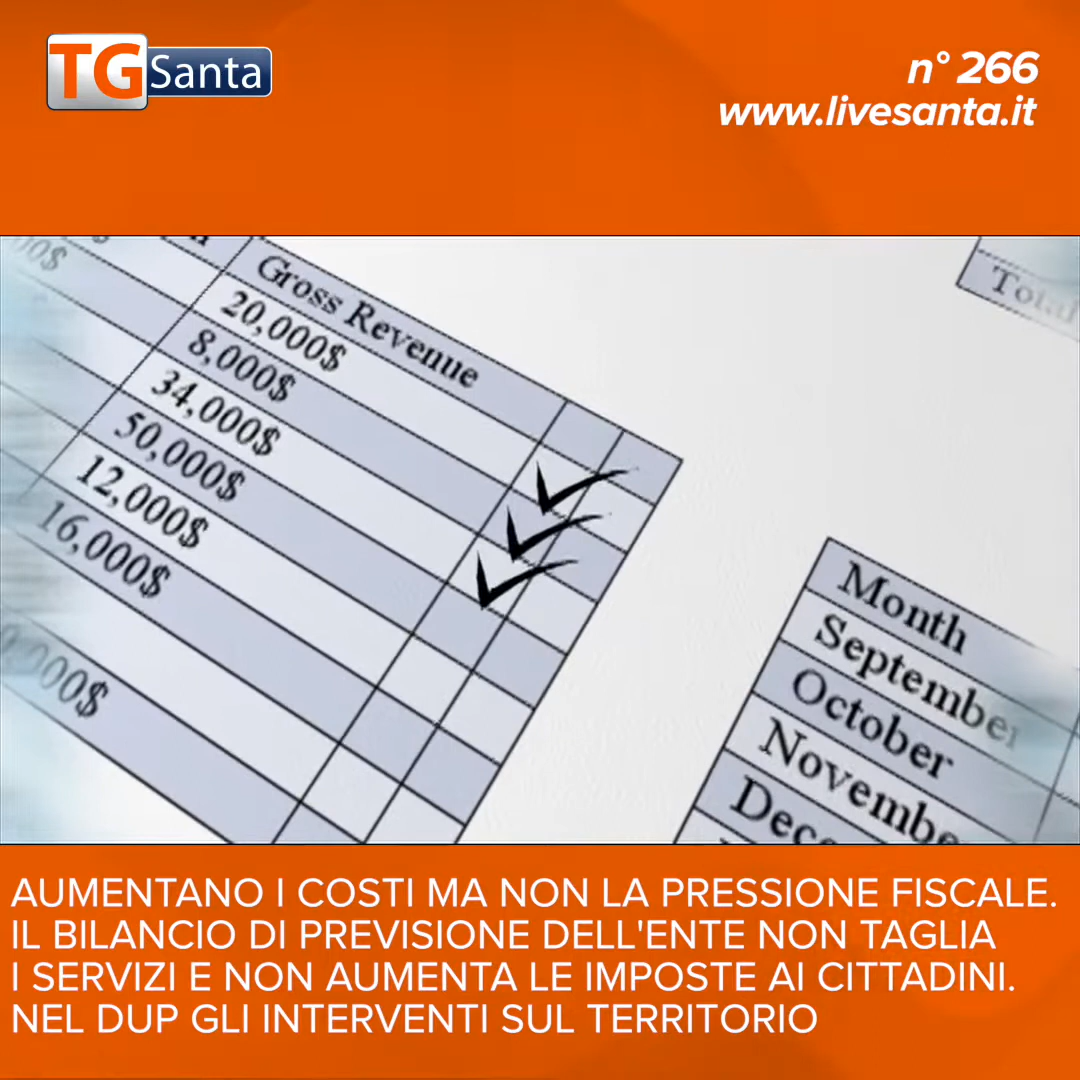 TG Santa
n° 266
www.livesanta.it
Gross Revenue
20,000$
8,000$
34,000$
50,000$
12,000$
16,000$
Total
Month
September
October
AUMENTANO I COSTI MA NON LA PRESSIONE FISCALE.
IL BILANCIO DI PREVISIONE DELL'ENTE NON TAGLIA
I SERVIZI E NON AUMENTA LE IMPOSTE AI CITTADINI.
NEL DUP GLI INTERVENTI SUL TERRITORIO